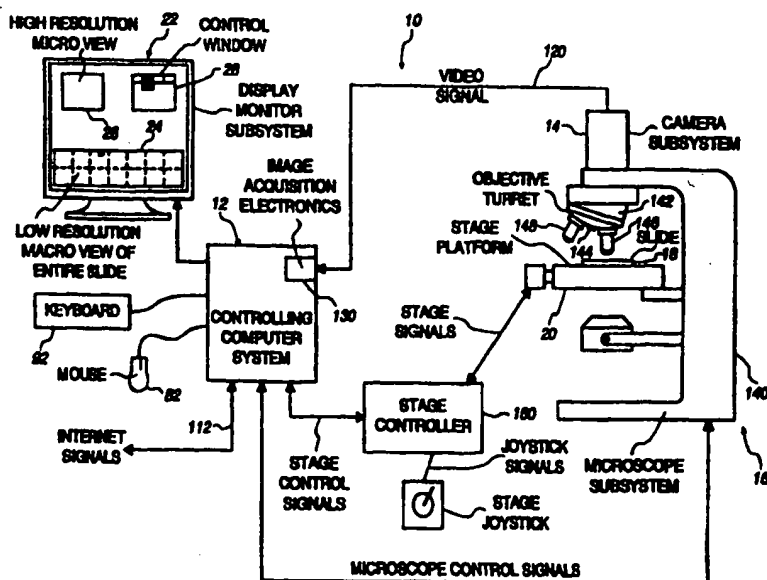 HIGH RESOLUTION
MICRO VIEW
22
CONTROL
WINDOW
26
DISPLAY
MONITOR
SUBSYSTEM
28
24
LOW RESOLUTION
MACRO VIEW OF
ENTIRE SLIDE
10
120
VIDEO
SIGNAL
14
CAMERA
SUBSYSTEM
IMAGE
ACQUISITION
ELECTRONICS
12
130
OBJECTIVE
TURRET
142
148
144
146
STAGE
PLATFORM
SLIDE
18
20
140
KEYBOARD
92
MOUSE
82
CONTROLLING
COMPUTER
SYSTEM
STAGE
SIGNALS
112
INTERNET
SIGNALS
STAGE
CONTROL
SIGNALS
STAGE
CONTROLLER
160
JOYSTICK
SIGNALS
STAGE
JOYSTICK
MICROSCOPE
SUBSYSTEM
16
MICROSCOPE CONTROL SIGNALS